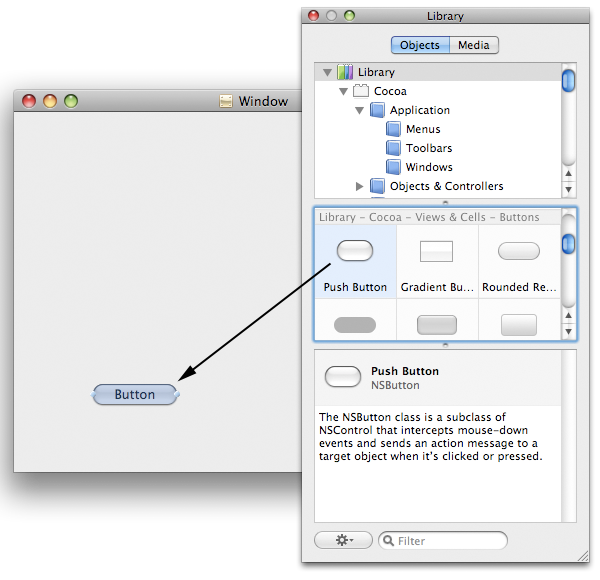 Library
Objects Media
Library
Cocoa
Application
Menus
Toolbars
Windows
Objects & Controllers
Window
Library – Cocoa – Views & Cells – Buttons
Push Button Gradient Bu... Rounded Re...
Button
Push Button
NSButton
The NSButton class is a subclass of
NSControl that intercepts mouse-down
events and sends an action message to a
target object when it's clicked or pressed.
Filter